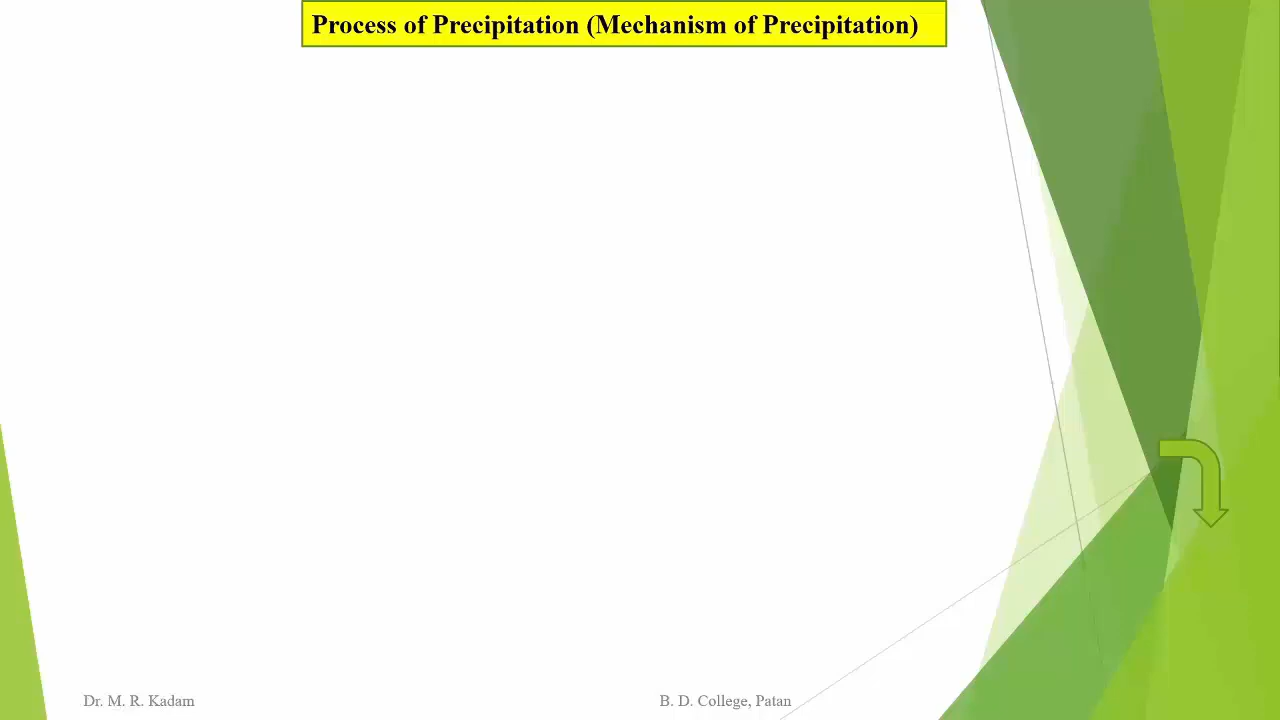 Process of Precipitation (Mechanism of Precipitation)
Dr. M. R. Kadam
B. D. College, Patan